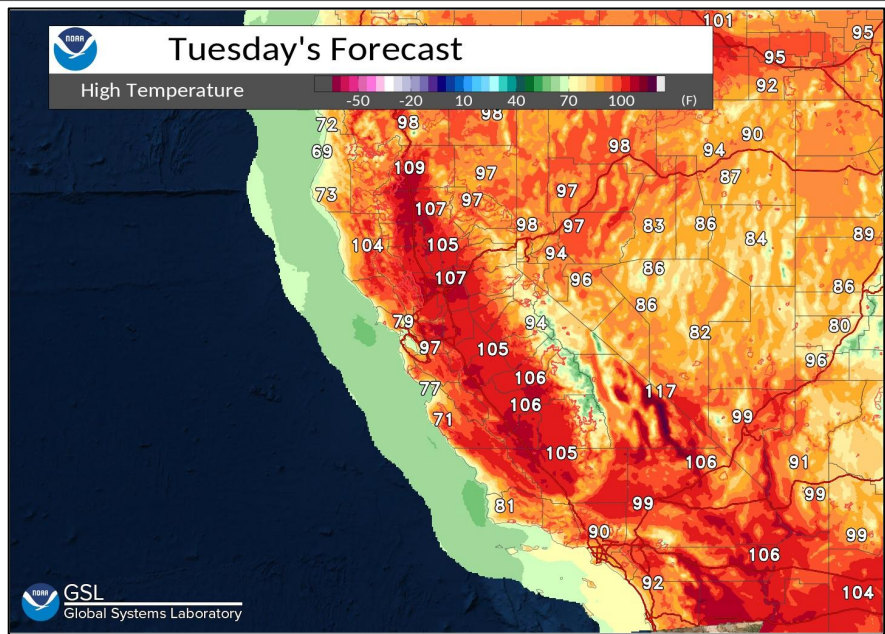 101
95
NOAA
Tuesday's Forecast
95
High Temperature
-50 -20 10 40 70 100 (F)
92
72 98 98
69 98 94 90
109 97 87
73 97 97
107
98 97 83 86
104 105 94 84 89
107 96 86 86
86
79 94 82 80
97 105 96
77 106 117
71 106 99
105 106 91
81 99 99
90 99
106
92 104
NOAA
GSL
Global Systems Laboratory